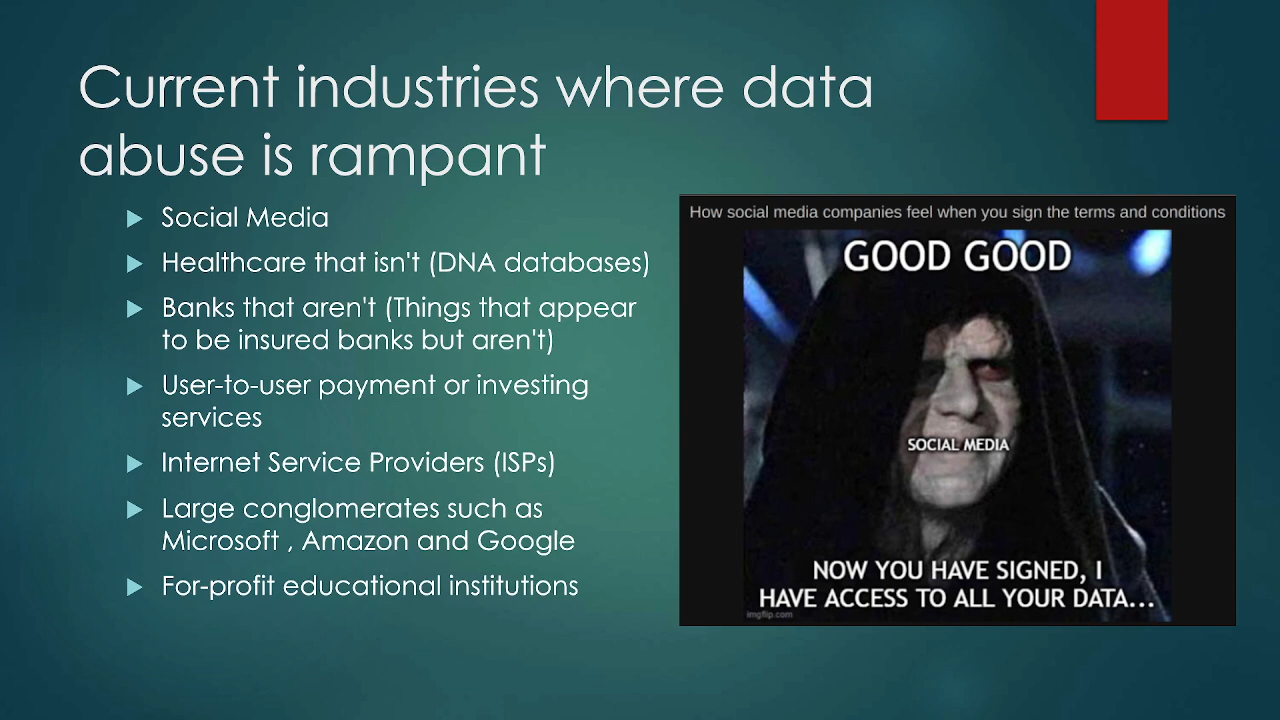 Current industries where data
abuse is rampant
Social Media
Healthcare that isn't (DNA databases)
Banks that aren't (Things that appear
to be insured banks but aren't)
User-to-user payment or investing
services
Internet Service Providers (ISPs)
Large conglomerates such as
Microsoft , Amazon and Google
For-profit educational institutions
How social media companies feel when you sign the terms and conditions
GOOD GOOD
SOCIAL MEDIA
NOW YOU HAVE SIGNED, I
HAVE ACCESS TO ALL YOUR DATA...
imgflip.com